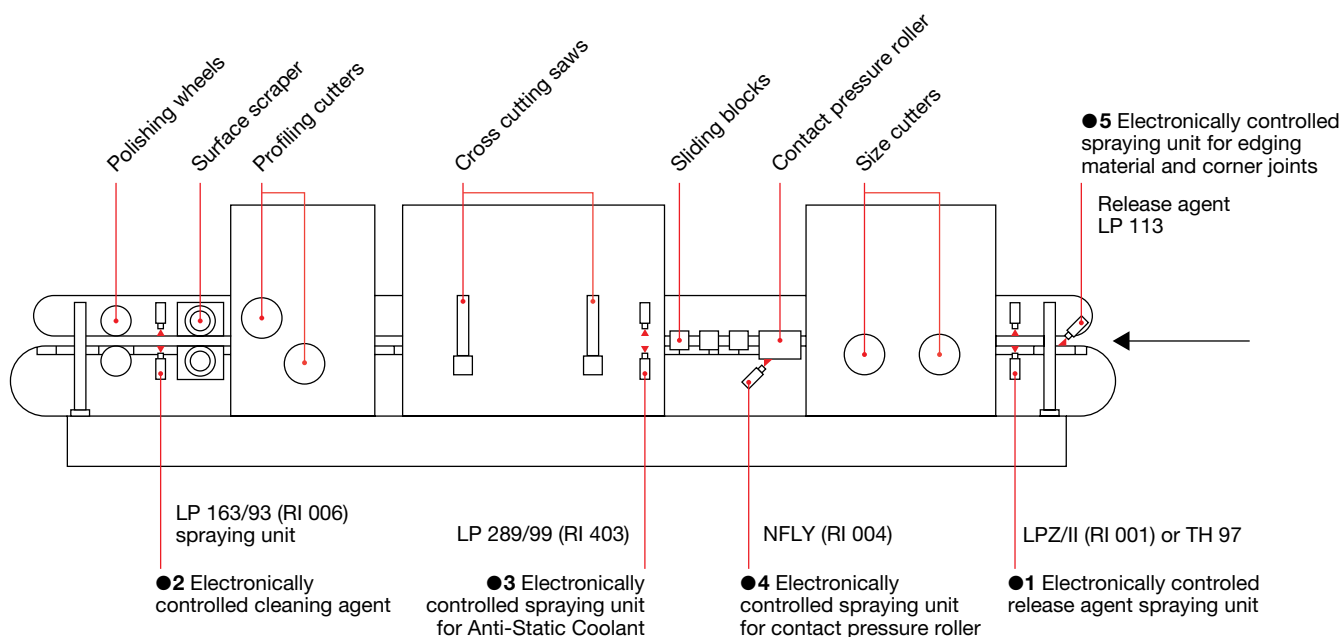 Polishing wheels
Surface scraper
Profiling cutters
Cross cutting saws
Sliding blocks
Contact pressure roller
Size cutters
●5 Electronically controlled
spraying unit for edging
material and corner joints
Release agent
LP 113
LP 163/93 (RI 006)
spraying unit
●2 Electronically
controlled cleaning agent
LP 289/99 (RI 403)
●3 Electronically
controlled spraying unit
for Anti-Static Coolant
NFLY (RI 004)
●4 Electronically
controlled spraying unit
for contact pressure roller
LPZ/II (RI 001) or TH 97
●1 Electronically controled
release agent spraying unit